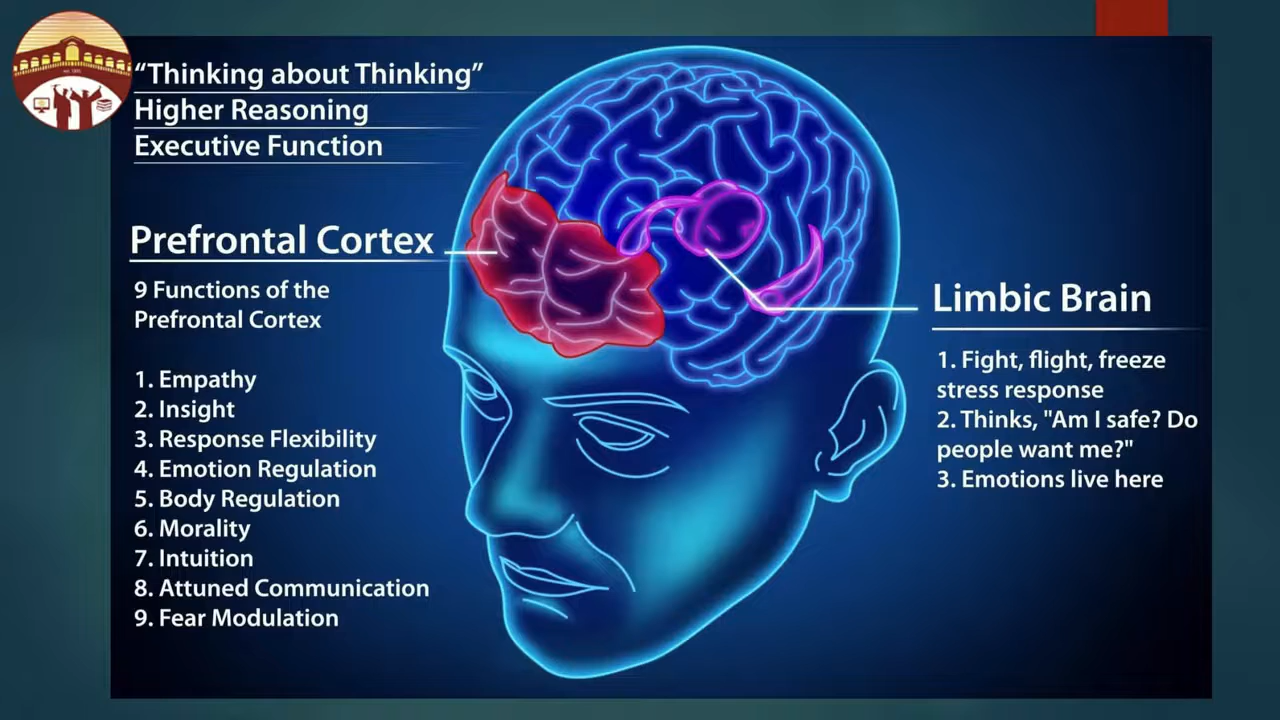 “Thinking about Thinking”
Higher Reasoning
Executive Function
Prefrontal Cortex
9 Functions of the
Prefrontal Cortex
1. Empathy
2. Insight
3. Response Flexibility
4. Emotion Regulation
5. Body Regulation
6. Morality
7. Intuition
8. Attuned Communication
9. Fear Modulation
Limbic Brain
1. Fight, flight, freeze
stress response
2. Thinks, "Am I safe? Do
people want me?"
3. Emotions live here